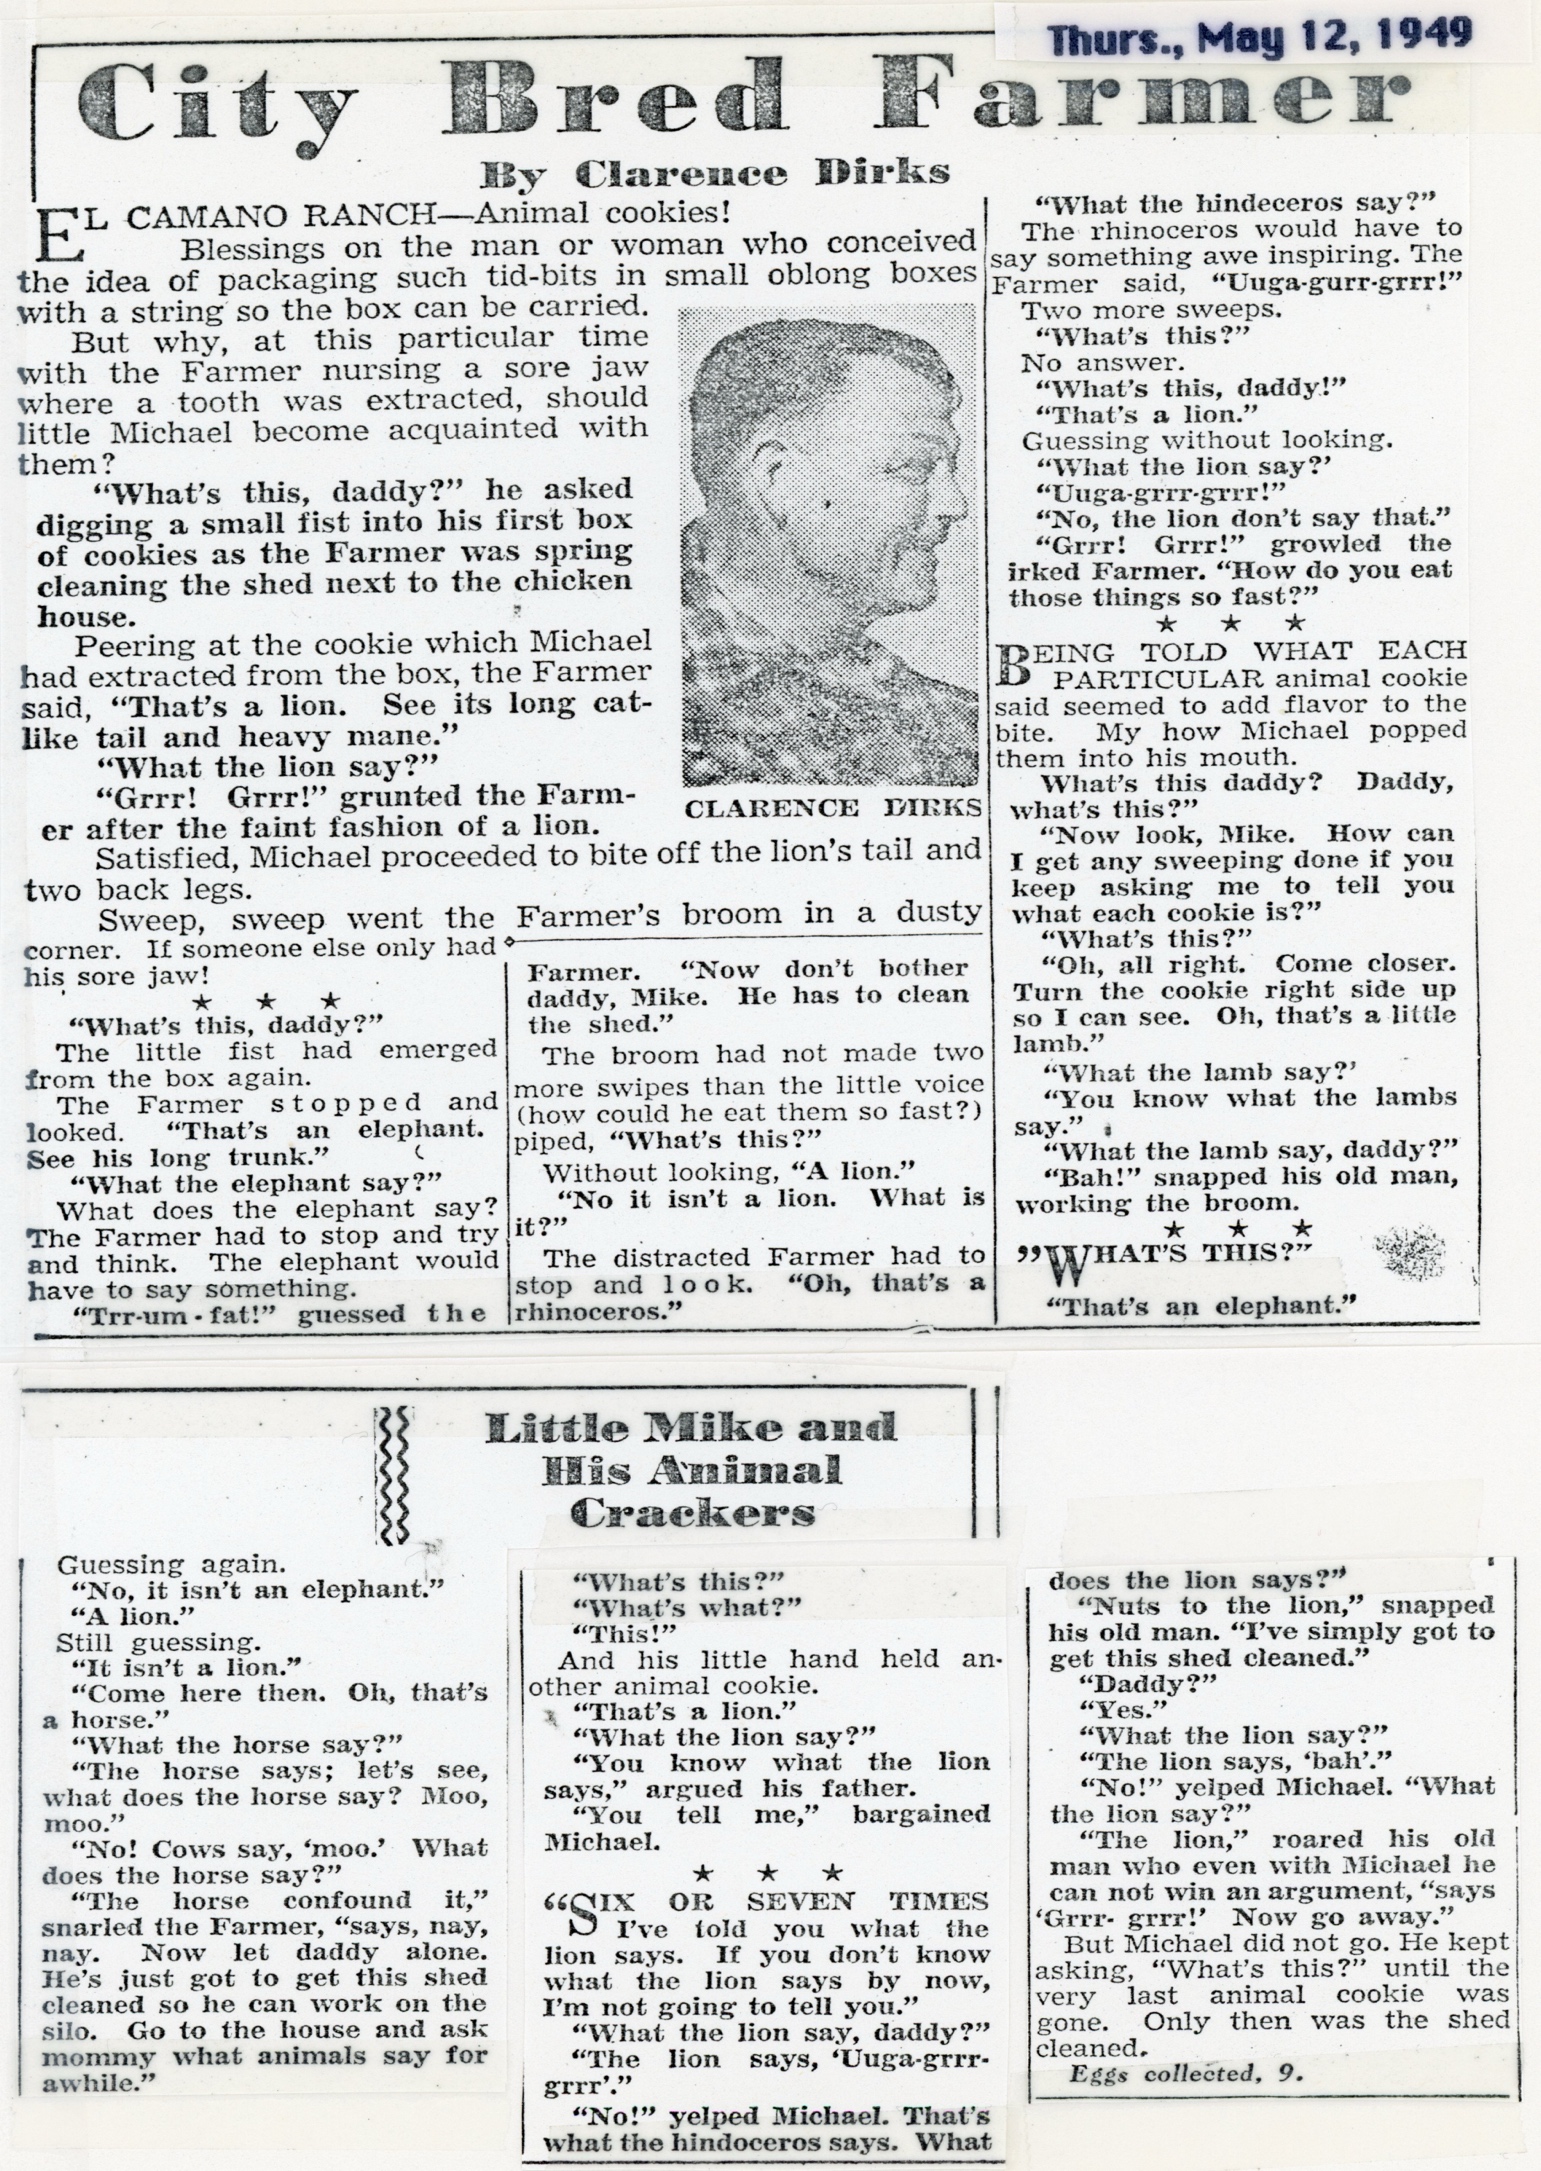 Thurs., May 12, 1949
City Bred Farmer
By Clarence Dirks
EL CAMANO RANCH—Animal cookies!
Blessings on the man or woman who conceived
the idea of packaging such tid-bits in small oblong boxes
with a string so the box can be carried.
But why, at this particular time
with the Farmer nursing a sore jaw
where a tooth was extracted, should
little Michael become acquainted with
them?
"What's this, daddy?" he asked
digging a small fist into his first box
of cookies as the Farmer was spring
cleaning the shed next to the chicken
house.
Peering at the cookie which Michael
had extracted from the box, the Farmer
said, "That's a lion. See its long cat-
like tail and heavy mane."
"What the lion say?"
"Grrr! Grrr!" grunted the Farm-
er after the faint fashion of a lion.
CLARENCE DIRKS
Satisfied, Michael proceeded to bite off the lion's tail and
two back legs.
Sweep, sweep went the Farmer's broom in a dusty
corner. If someone else only had
his sore jaw!
★ ★ ★
"What's this, daddy?"
The little fist had emerged
from the box again.
The Farmer stopped and
looked. "That's an elephant.
See his long trunk."
"What the elephant say?"
What does the elephant say?
The Farmer had to stop and try
and think. The elephant would
have to say something.
"Trr-um-fat!" guessed the
Farmer. "Now don't bother
daddy, Mike. He has to clean
the shed."
The broom had not made two
more swipes than the little voice
(how could he eat them so fast?)
piped, "What's this?"
Without looking, "A lion."
"No it isn't a lion. What is
it?"
The distracted Farmer had to
stop and look. "Oh, that's a
rhinoceros."
"What the hindeceros say?"
The rhinoceros would have to
say something awe inspiring. The
Farmer said, "Uuga-gurr-grrr!"
Two more sweeps.
"What's this?"
No answer.
"What's this, daddy!"
"That's a lion."
Guessing without looking.
"What the lion say?'
"Uuga-grrr-grrr!"
"No, the lion don't say that."
"Grrr! Grrr!" growled the
irked Farmer. "How do you eat
those things so fast?"
★ ★ ★
BEING TOLD WHAT EACH
PARTICULAR animal cookie
said seemed to add flavor to the
bite. My how Michael popped
them into his mouth.
What's this daddy? Daddy,
what's this?"
"Now look, Mike. How can
I get any sweeping done if you
keep asking me to tell you
what each cookie is?"
"What's this?"
"Oh, all right. Come closer.
Turn the cookie right side up
so I can see. Oh, that's a little
lamb."
"What the lamb say?'
"You know what the lambs
say."
"What the lamb say, daddy?"
"Bah!" snapped his old man,
working the broom.
★ ★ ★
"WHAT'S THIS?"
"That's an elephant."
Little Mike and
His Animal
Crackers
Guessing again.
"No, it isn't an elephant."
"A lion."
Still guessing.
"It isn't a lion."
"Come here then. Oh, that's
a horse."
"What the horse say?"
"The horse says; let's see,
what does the horse say? Moo,
moo."
"No! Cows say, 'moo.' What
does the horse say?"
"The horse confound it,"
snarled the Farmer, "says, nay,
nay. Now let daddy alone.
He's just got to get this shed
cleaned so he can work on the
silo. Go to the house and ask
mommy what animals say for
awhile."
"What's this?"
"What's what?"
"This!"
And his little hand held an-
other animal cookie.
"That's a lion."
"What the lion say?"
"You know what the lion
says," argued his father.
"You tell me," bargained
Michael.
★ ★ ★
"SIX OR SEVEN TIMES
I've told you what the
lion says. If you don't know
what the lion says by now,
I'm not going to tell you."
"What the lion say, daddy?"
"The lion says, 'Uuga-grrr-
grrr'."
"No!" yelped Michael. That's
what the hindoceros says. What
does the lion says?"
"Nuts to the lion," snapped
his old man. "I've simply got to
get this shed cleaned."
"Daddy?"
"Yes."
"What the lion say?"
"The lion says, 'bah'."
"No!" yelped Michael. "What
the lion say?"
"The lion," roared his old
man who even with Michael he
can not win an argument, "says
'Grrr- grrr!' Now go away."
But Michael did not go. He kept
asking, "What's this?" until the
very last animal cookie was
gone. Only then was the shed
cleaned.
Eggs collected, 9.